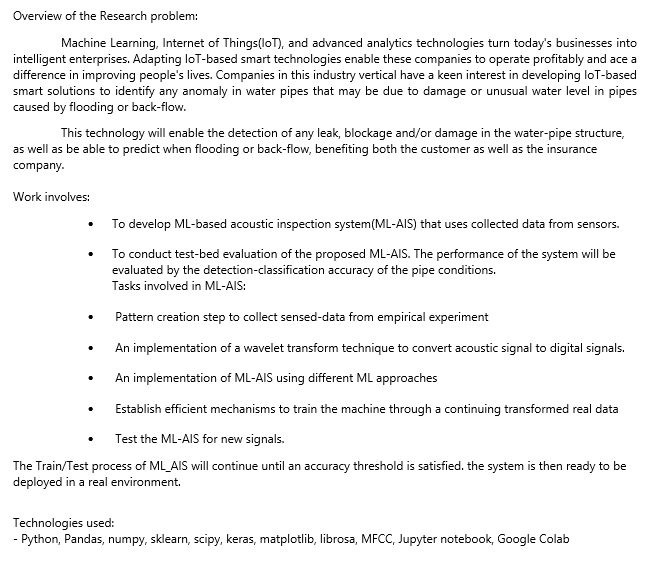 Overview of the Research problem:
Machine Learning, Internet of Things(IoT), and advanced analytics technologies turn today's businesses into
intelligent enterprises. Adapting IoT-based smart technologies enable these companies to operate profitably and ace a
difference in improving people's lives. Companies in this industry vertical have a keen interest in developing IoT-based
smart solutions to identify any anomaly in water pipes that may be due to damage or unusual water level in pipes
caused by flooding or back-flow.
This technology will enable the detection of any leak, blockage and/or damage in the water-pipe structure,
as well as be able to predict when flooding or back-flow, benefiting both the customer as well as the insurance
company.
Work involves:
• To develop ML-based acoustic inspection system(ML-AIS) that uses collected data from sensors.
• To conduct test-bed evaluation of the proposed ML-AIS. The performance of the system will be
evaluated by the detection-classification accuracy of the pipe conditions.
Tasks involved in ML-AIS:
• Pattern creation step to collect sensed-data from empirical experiment
• An implementation of a wavelet transform technique to convert acoustic signal to digital signals.
• An implementation of ML-AIS using different ML approaches
• Establish efficient mechanisms to train the machine through a continuing transformed real data
• Test the ML-AIS for new signals.
The Train/Test process of ML_AIS will continue until an accuracy threshold is satisfied. the system is then ready to be
deployed in a real environment.
Technologies used:
- Python, Pandas, numpy, sklearn, scipy, keras, matplotlib, librosa, MFCC, Jupyter notebook, Google Colab